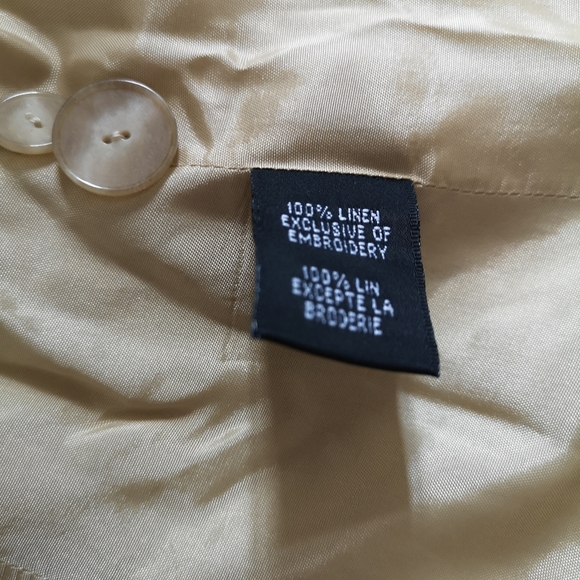 100% LINEN
EXCLUSIVE OF
EMBROIDERY
100% LIN
EXCEPTE LA
BRODERIE